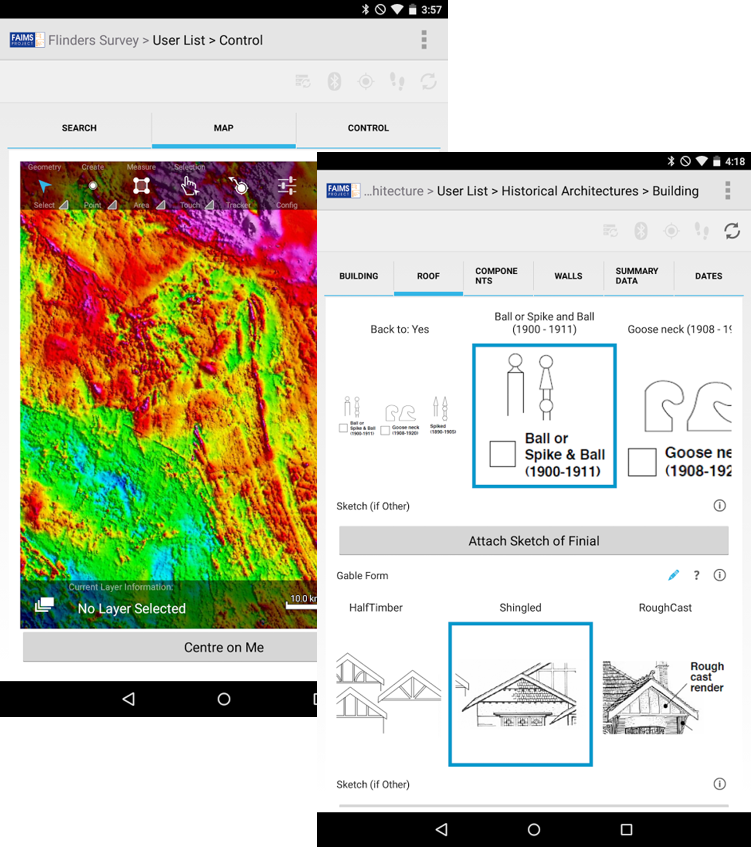 3:57
FAIMS
PROJECT
Flinders Survey > User List > Control
SEARCH
MAP
CONTROL
Geometry
Create
Measure
Selection
Select
Point
Area
Touch
Tracker
Config
Current Layer Information:
No Layer Selected
10.0 km
Centre on Me
4:18
FAIMS
PROJECT
...hitecture > User List > Historical Architectures > Building
BUILDING
ROOF
COMPONE
NTS
WALLS
SUMMARY
DATA
DATES
Back to: Yes
Ball or Spike and Ball
(1900 - 1911)
Goose neck (1908 - 19
Ball or
Spike & Ball
(1900-1911)
Goose neck
(1908-1920)
Spiked
(1890-1905)
Ball or
Spike & Ball
(1900-1911)
Goose ne
(1908-192
Sketch (if Other)
Attach Sketch of Finial
Gable Form
?
HalfTimber
Shingled
RoughCast
Rough
cast
render
Sketch (if Other)